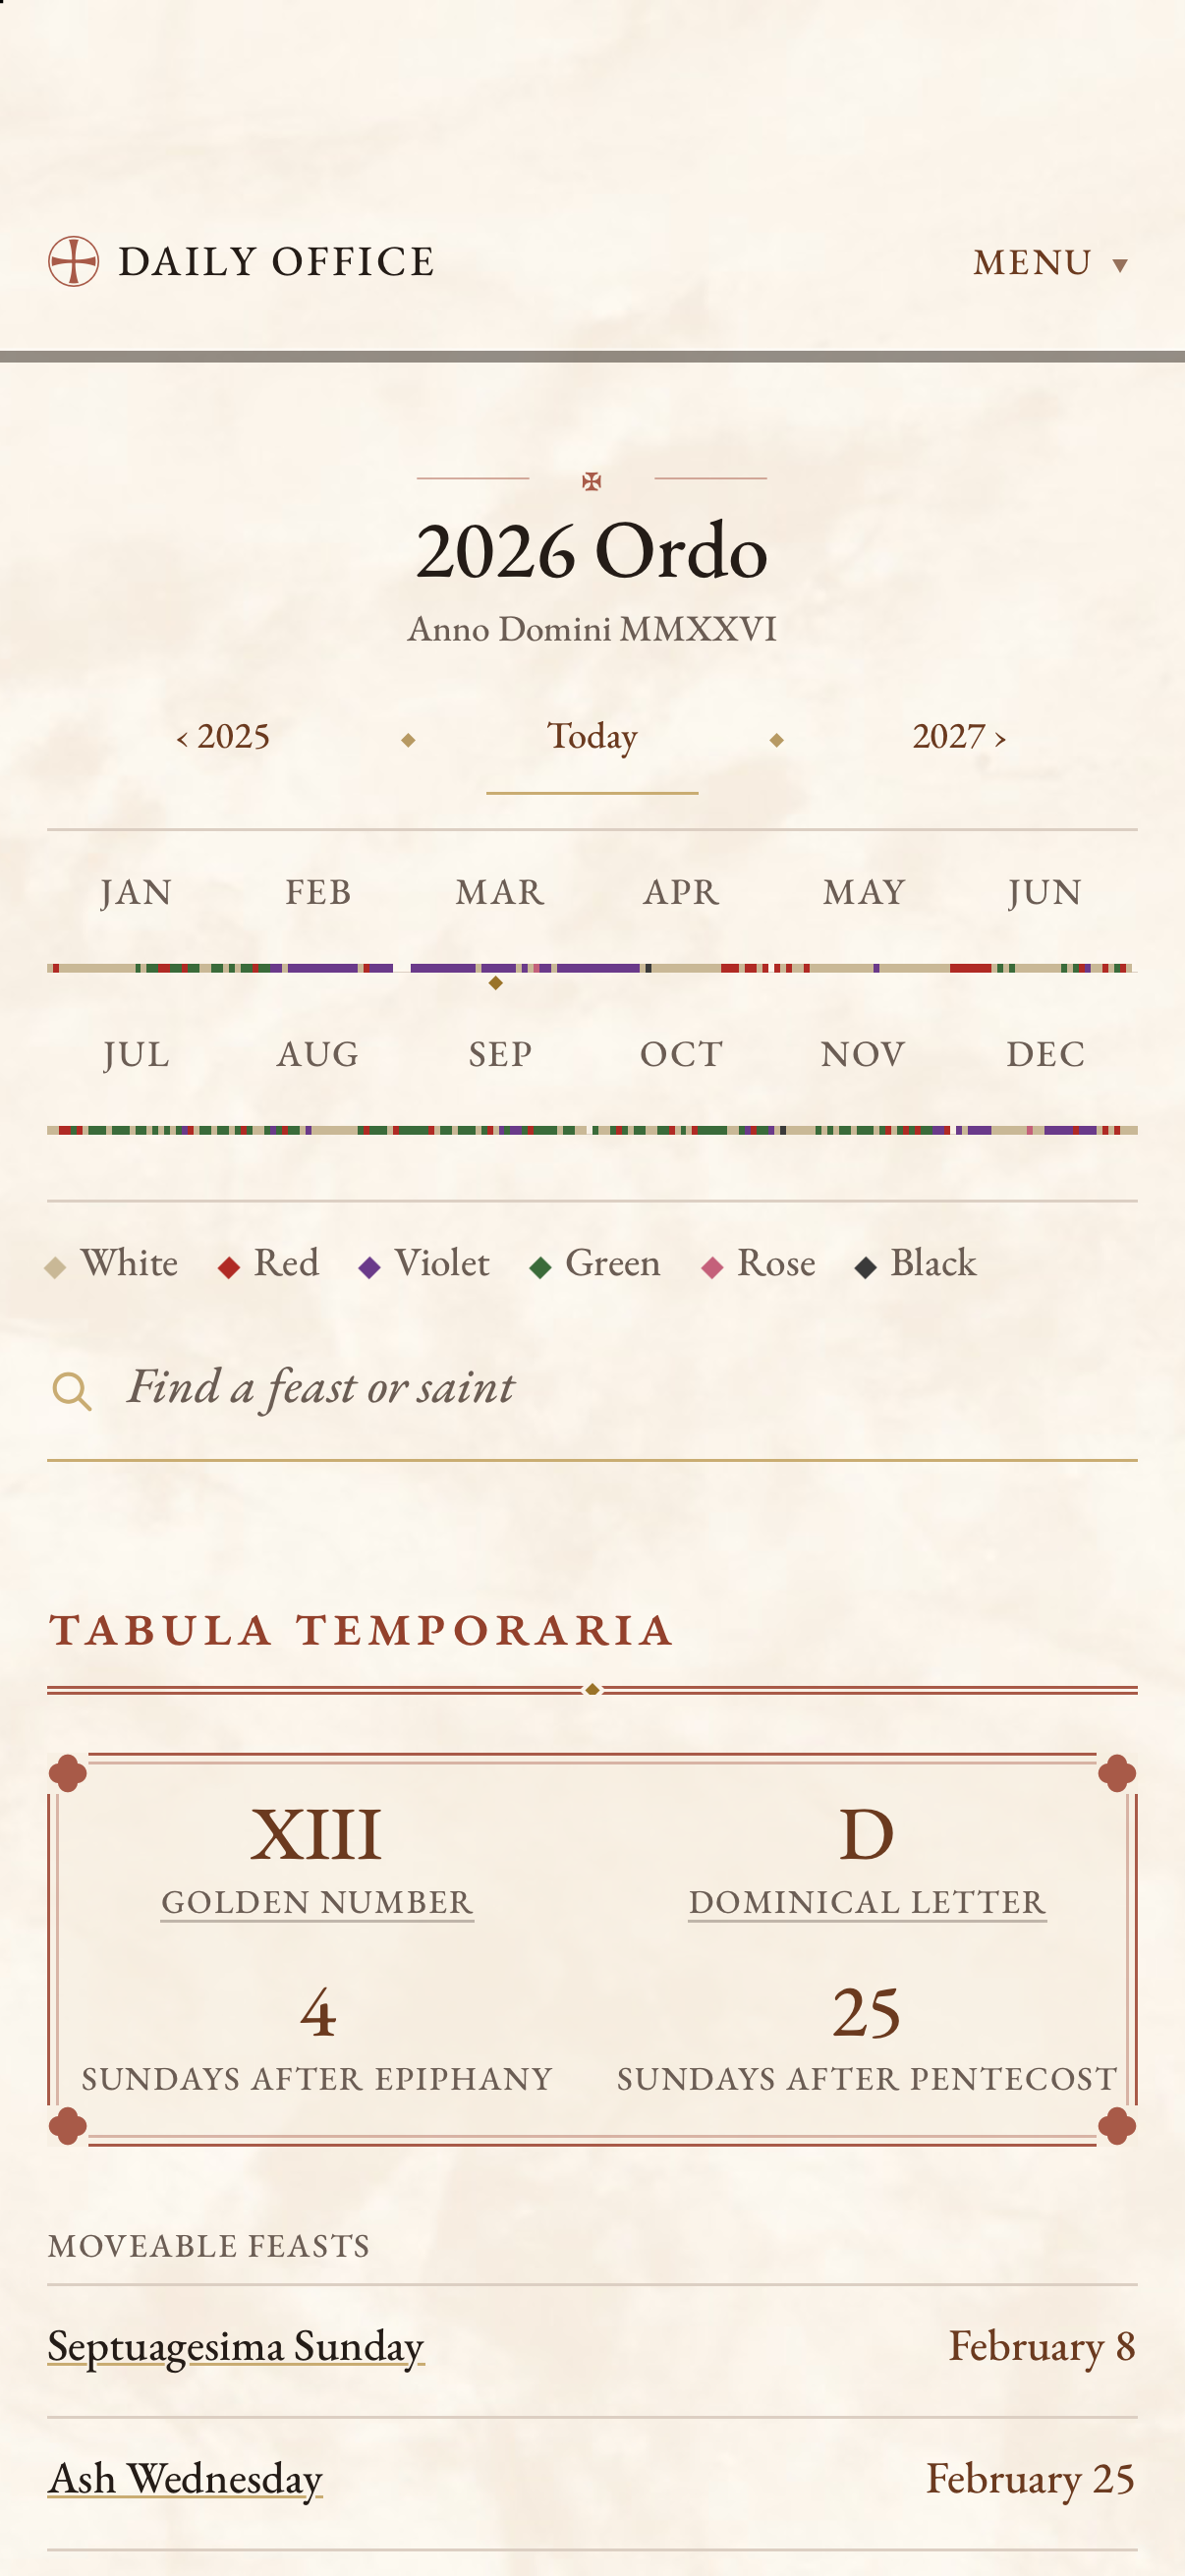 DAILY OFFICE MENU ▼
2026 Ordo
Anno Domini MMXXVI
‹ 2025 ◆ Today ◆ 2027 ›
JAN FEB MAR APR MAY JUN
JUL AUG SEP OCT NOV DEC
White Red Violet Green Rose Black
Find a feast or saint
TABULA TEMPORARIA
XIII D
GOLDEN NUMBER DOMINICAL LETTER
4 25
SUNDAYS AFTER EPIPHANY SUNDAYS AFTER PENTECOST
MOVEABLE FEASTS
Septuagesima Sunday February 8
Ash Wednesday February 25